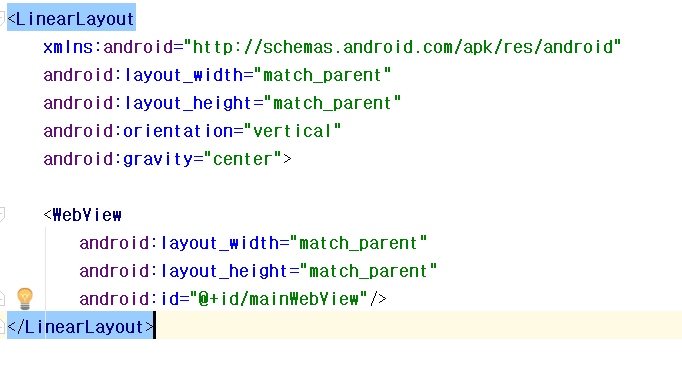 <LinearLayout
xmlns:android="http://schemas.android.com/apk/res/android"
android:layout_width="match_parent"
android:layout_height="match_parent"
android:orientation="vertical"
android:gravity="center">
<WebView
android:layout_width="match_parent"
android:layout_height="match_parent"
android:id="@+id/mainWebView"/>
</LinearLayout>